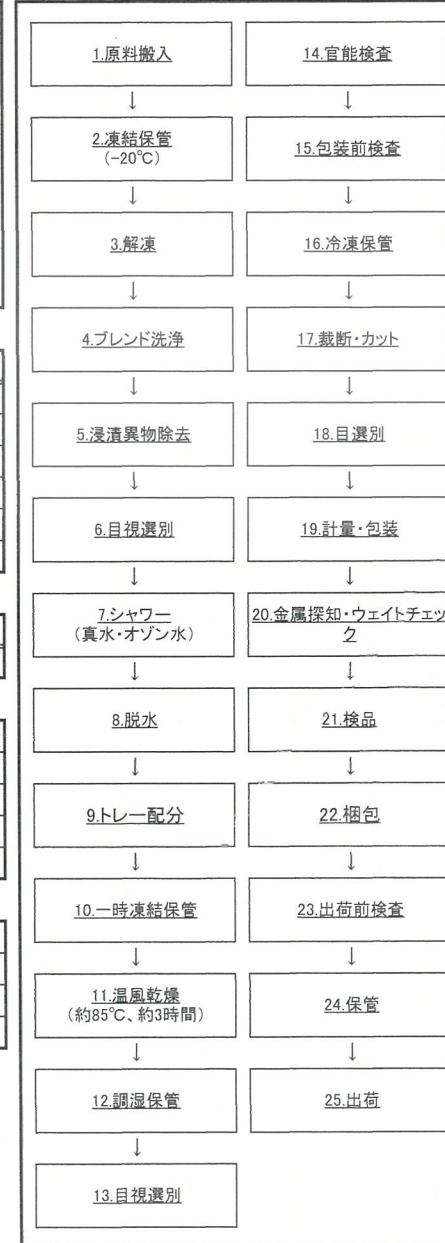 1.原料搬入
↓
2.凍結保管
(-20℃)
↓
3.解凍
↓
4.ブレンド洗浄
↓
5.浸漬異物除去
↓
6.目視選別
↓
7.シャワー
(真水・オゾン水)
↓
8.脱水
↓
9.トレー配分
↓
10.一時凍結保管
↓
11.温風乾燥
(約85℃、約3時間)
↓
12.調湿保管
↓
13.目視選別
14.官能検査
↓
15.包装前検査
↓
16.冷凍保管
↓
17.裁断・カット
↓
18.目選別
↓
19.計量・包装
↓
20.金属探知・ウェイトチェッ
ク
↓
21.検品
↓
22.梱包
↓
23.出荷前検査
↓
24.保管
↓
25.出荷